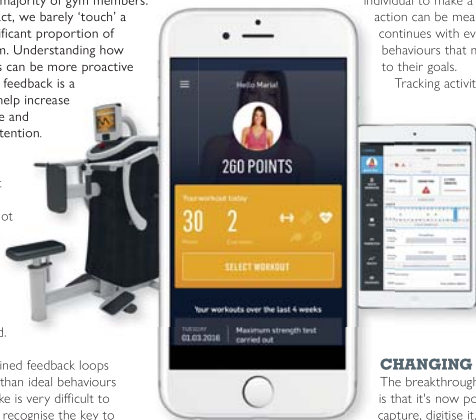 majority of gym members.
ct, we barely 'touch' a
ificant proportion of
m. Understanding how
s can be more proactive
feedback is a
help increase
e and
tention.
ot
d.
ined feedback loops
than ideal behaviours
ke is very difficult to
recognise the key to
Hello Maria!
260 POINTS
Your workout today
30 2
SELECT WORKOUT
Your workouts over the last 4 weeks
TUESDAY
01.03.2016
Maximum strength test
carried out
individual to make a
action can be mea
continues with ev
behaviours that m
to their goals.
Tracking activit
CHANGING
The breakthrough
is that it's now po
capture, digitise it,